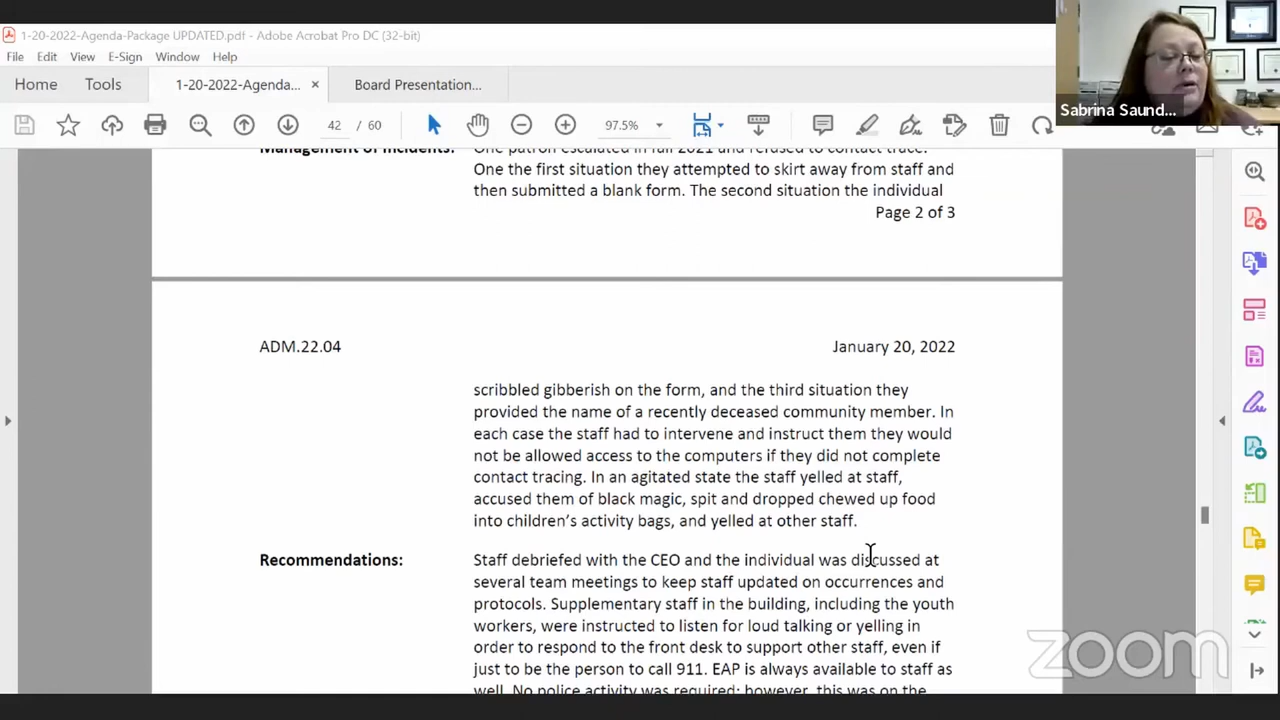 1-20-2022-Agenda-Package UPDATED.pdf - Adobe Acrobat Pro DC (32-bit)
File Edit View E-Sign Window Help
Home Tools 1-20-2022-Agenda... × Board Presentation...
42 / 60 97.5%
Sabrina Saund...
Management of Incidents: One patron escalated in fall 2021 and refused to contact trace.
One the first situation they attempted to skirt away from staff and
then submitted a blank form. The second situation the individual
Page 2 of 3
ADM.22.04 January 20, 2022
scribbled gibberish on the form, and the third situation they
provided the name of a recently deceased community member. In
each case the staff had to intervene and instruct them they would
not be allowed access to the computers if they did not complete
contact tracing. In an agitated state the staff yelled at staff,
accused them of black magic, spit and dropped chewed up food
into children's activity bags, and yelled at other staff.
Recommendations: Staff debriefed with the CEO and the individual was discussed at
several team meetings to keep staff updated on occurrences and
protocols. Supplementary staff in the building, including the youth
workers, were instructed to listen for loud talking or yelling in
order to respond to the front desk to support other staff, even if
just to be the person to call 911. EAP is always available to staff as
well. No police activity was required; however, this was on the
zoom